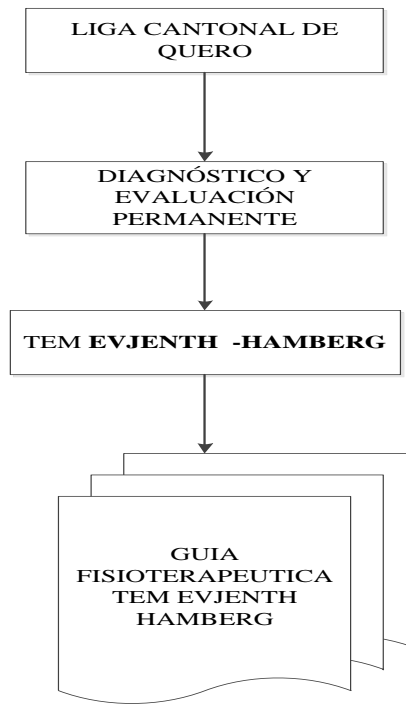 LIGA CANTONAL DE
QUERO
DIAGNÓSTICO Y
EVALUACIÓN
PERMANENTE
TEM EVJENTH -HAMBERG
GUIA
FISIOTERAPEUTICA
TEM EVJENTH
HAMBERG